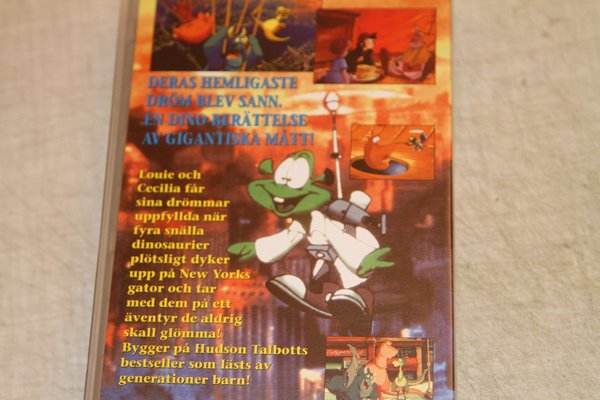 DERAS HEMLIGASTE
DRÖM BLEV SANN.
EN DINO-BERÄTTELSE
AV GIGANTISKA MÅTT!
Louie och
Cecilia får
sina drömmar
uppfyllda när
fyra snälla
dinosaurier
plötsligt dyker
upp på New Yorks
gator och tar
med dem på ett
äventyr de aldrig
skall glömma!
Bygger på Hudson Talbotts
bestseller som lästs av
generationer barn!